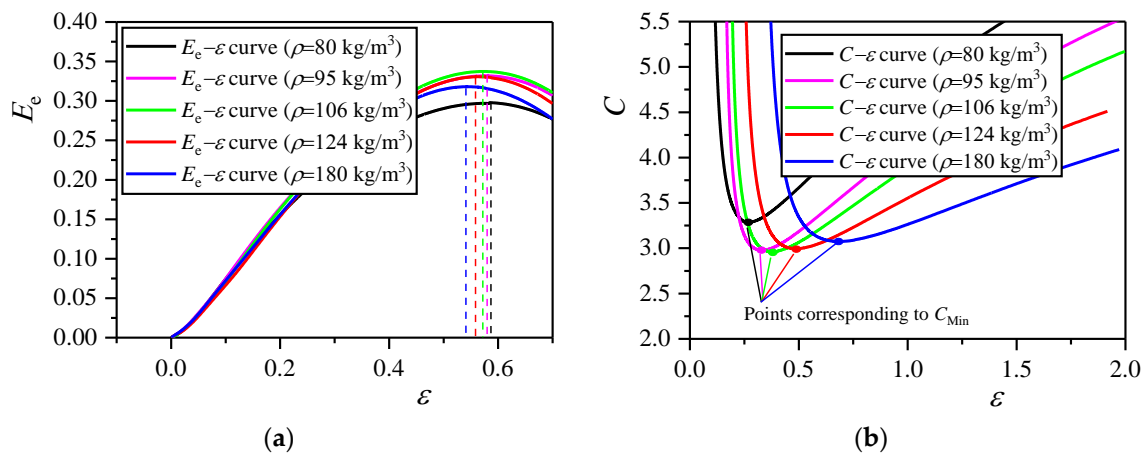 0.40
0.35
0.30
0.25
0.20
0.15
0.10
0.05
0.00
Eₑ
Eₑ−ε curve (ρ=80 kg/m³)
Eₑ−ε curve (ρ=95 kg/m³)
Eₑ−ε curve (ρ=106 kg/m³)
Eₑ−ε curve (ρ=124 kg/m³)
Eₑ−ε curve (ρ=180 kg/m³)
0.0 0.2 0.4 0.6
ε
(a)
5.5
5.0
4.5
4.0
3.5
3.0
2.5
2.0
C
C−ε curve (ρ=80 kg/m³)
C−ε curve (ρ=95 kg/m³)
C−ε curve (ρ=106 kg/m³)
C−ε curve (ρ=124 kg/m³)
C−ε curve (ρ=180 kg/m³)
Points corresponding to C_Min
0.0 0.5 1.0 1.5 2.0
ε
(b)